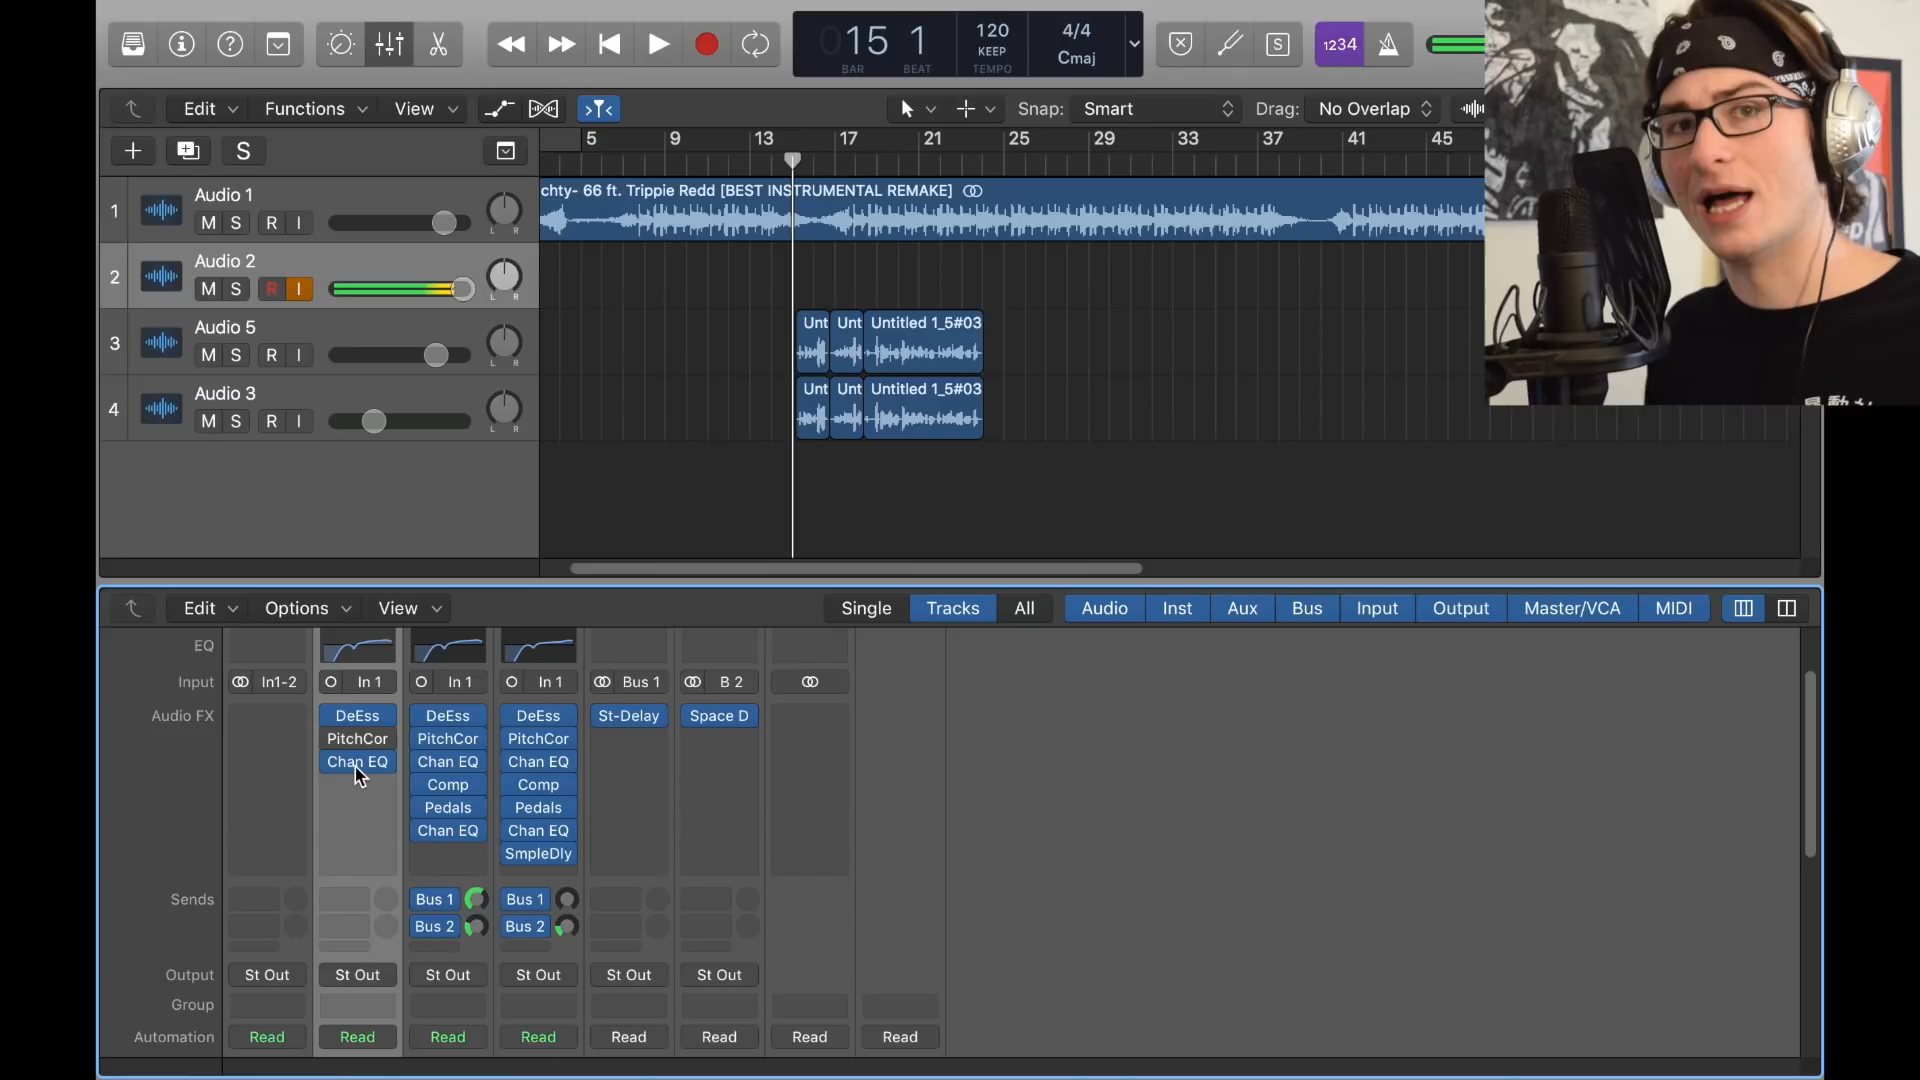 15 1
BAR BEAT
120
KEEP
TEMPO
4/4
Cmaj
S
1234
Edit
Functions
View
Snap: Smart
Drag: No Overlap
S
5 9 13 17 21 25 29 33 37 41 45
1
Audio 1
M S R I
L R
chty- 66 ft. Trippie Redd [BEST INSTRUMENTAL REMAKE]
2
Audio 2
M S R I
L R
3
Audio 5
M S R I
L R
Unt Unt Untitled 1_5#03
4
Audio 3
M S R I
L R
Unt Unt Untitled 1_5#03
Edit
Options
View
Single Tracks All
Audio Inst Aux Bus Input Output Master/VCA MIDI
EQ
Input In1-2 In 1 In 1 In 1 Bus 1 B 2
Audio FX DeEss DeEss DeEss St-Delay Space D
PitchCor PitchCor PitchCor
Chan EQ Chan EQ Chan EQ
Comp Comp
Pedals Pedals
Chan EQ Chan EQ
SmpleDly
Sends Bus 1 Bus 1
Bus 2 Bus 2
Output St Out St Out St Out St Out St Out St Out
Group
Automation Read Read Read Read Read Read Read Read